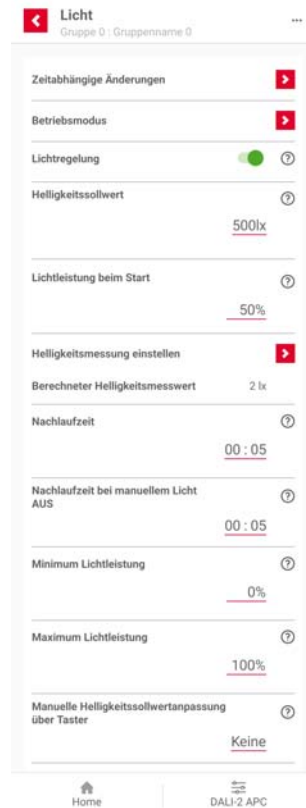 Licht
Gruppe 0 : Gruppenname 0
Zeitabhängige Änderungen
Betriebsmodus
Lichtregelung
Helligkeitssollwert
500lx
Lichtleistung beim Start
50%
Helligkeitsmessung einstellen
Berechneter Helligkeitsmesswert 2 lx
Nachlaufzeit
00 : 05
Nachlaufzeit bei manuellem Licht
AUS
00 : 05
Minimum Lichtleistung
0%
Maximum Lichtleistung
100%
Manuelle Helligkeitssollwertanpassung
über Taster
Keine
Home DALI-2 APC